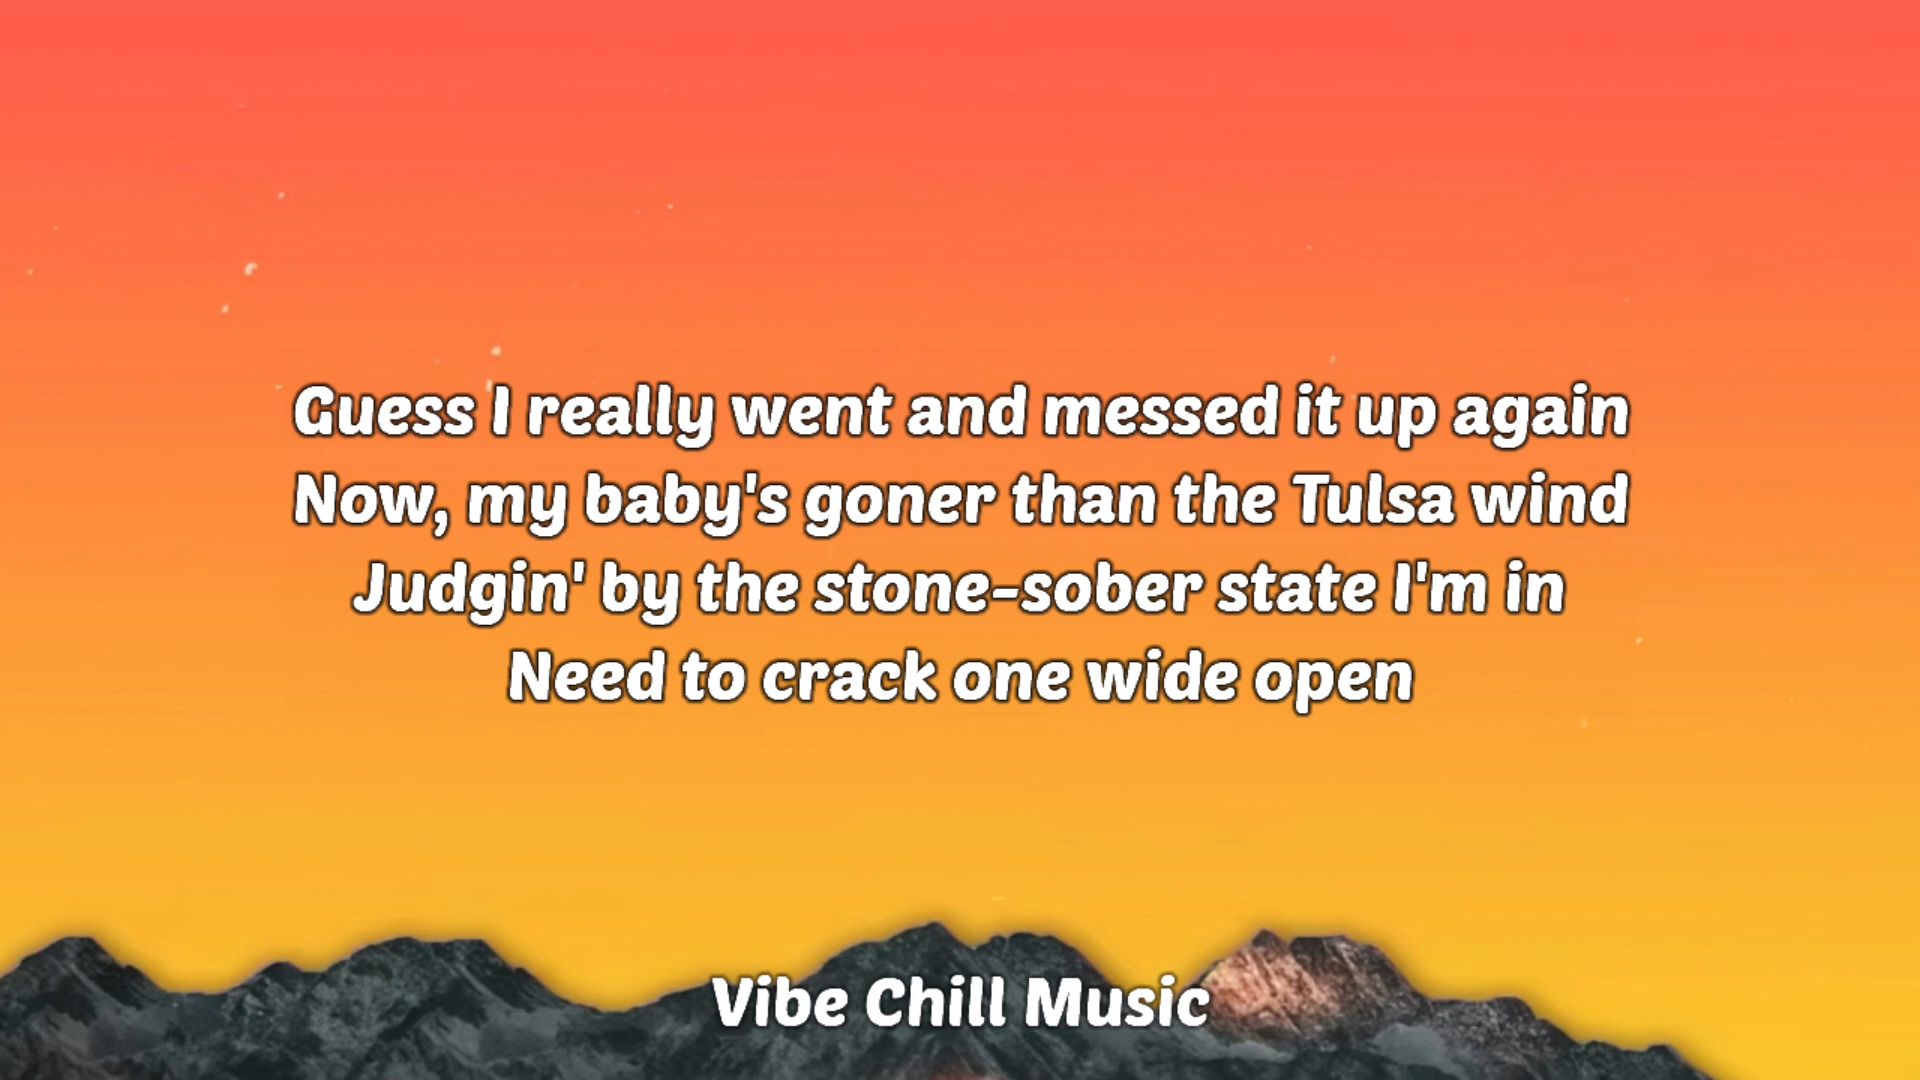 Guess I really went and messed it up again
Now, my baby's goner than the Tulsa wind
Judgin' by the stone-sober state I'm in
Need to crack one wide open
Vibe Chill Music